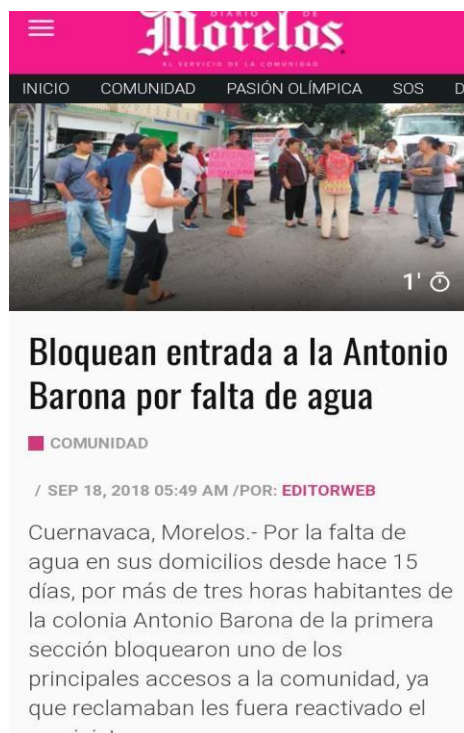 DIARIO DE
Morelos
AL SERVICIO DE LA COMUNIDAD
INICIO COMUNIDAD PASIÓN OLÍMPICA SOS D
1'
Bloquean entrada a la Antonio
Barona por falta de agua
COMUNIDAD
/ SEP 18, 2018 05:49 AM /POR: EDITORWEB
Cuernavaca, Morelos.- Por la falta de
agua en sus domicilios desde hace 15
días, por más de tres horas habitantes de
la colonia Antonio Barona de la primera
sección bloquearon uno de los
principales accesos a la comunidad, ya
que reclamaban les fuera reactivado el